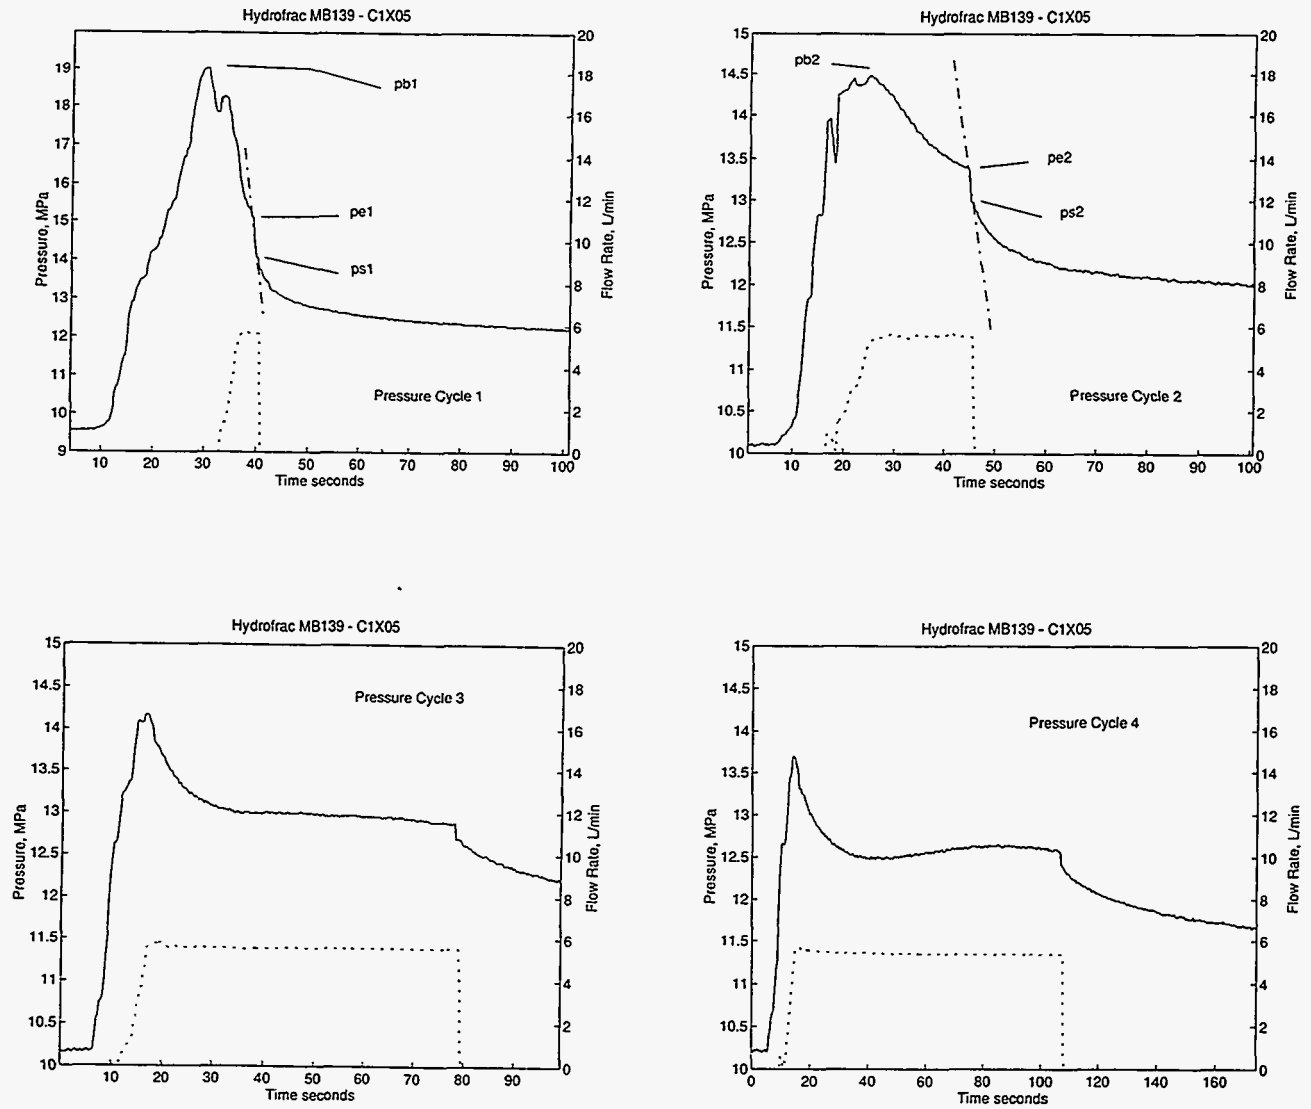 Hydrofrac MB139 - C1X05
20
19
18
17
16
15
14
13
12
11
10
9
Pressure, MPa
pb1
pe1
ps1
Pressure Cycle 1
18
16
14
12
10
8
6
4
2
0
Flow Rate, L/min
10 20 30 40 50 60 70 80 90 100
Time seconds
Hydrofrac MB139 - C1X05
15
14.5
14
13.5
13
12.5
12
11.5
11
10.5
10
Pressure, MPa
pb2
pe2
ps2
Pressure Cycle 2
20
18
16
14
12
10
8
6
4
2
0
Flow Rate, L/min
10 20 30 40 50 60 70 80 90 100
Time seconds
Hydrofrac MB139 - C1X05
15
14.5
14
13.5
13
12.5
12
11.5
11
10.5
10
Pressure, MPa
Pressure Cycle 3
20
18
16
14
12
10
8
6
4
2
0
Flow Rate, L/min
10 20 30 40 50 60 70 80 90
Time seconds
Hydrofrac MB139 - C1X05
15
14.5
14
13.5
13
12.5
12
11.5
11
10.5
10
Pressure, MPa
Pressure Cycle 4
20
18
16
14
12
10
8
6
4
2
0
Flow Rate, L/min
0 20 40 60 80 100 120 140 160
Time seconds